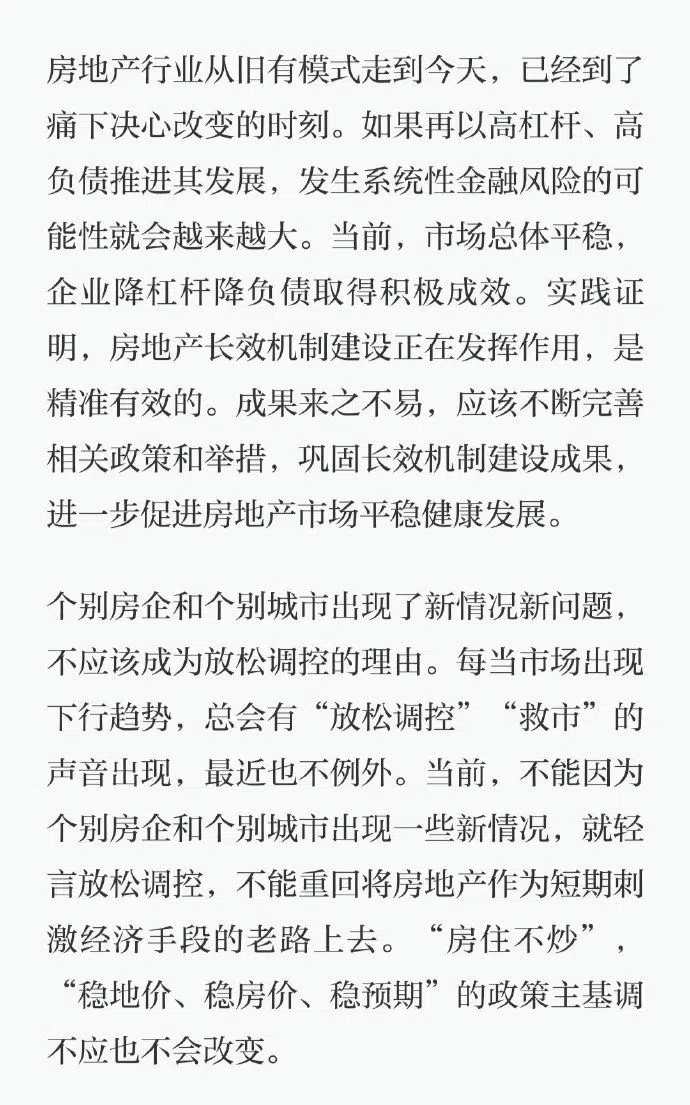 房地产行业从旧有模式走到今天，已经到了
痛下决心改变的时刻。如果再以高杠杆、高
负债推进其发展，发生系统性金融风险的可
能性就会越来越大。当前，市场总体平稳，
企业降杠杆降负债取得积极成效。实践证
明，房地产长效机制建设正在发挥作用，是
精准有效的。成果来之不易，应该不断完善
相关政策和举措，巩固长效机制建设成果，
进一步促进房地产市场平稳健康发展。
个别房企和个别城市出现了新情况新问题，
不应该成为放松调控的理由。每当市场出现
下行趋势，总会有“放松调控”“救市”的
声音出现，最近也不例外。当前，不能因为
个别房企和个别城市出现一些新情况，就轻
言放松调控，不能重回将房地产作为短期刺
激经济手段的老路上去。“房住不炒”，
“稳地价、稳房价、稳预期”的政策主基调
不应也不会改变。